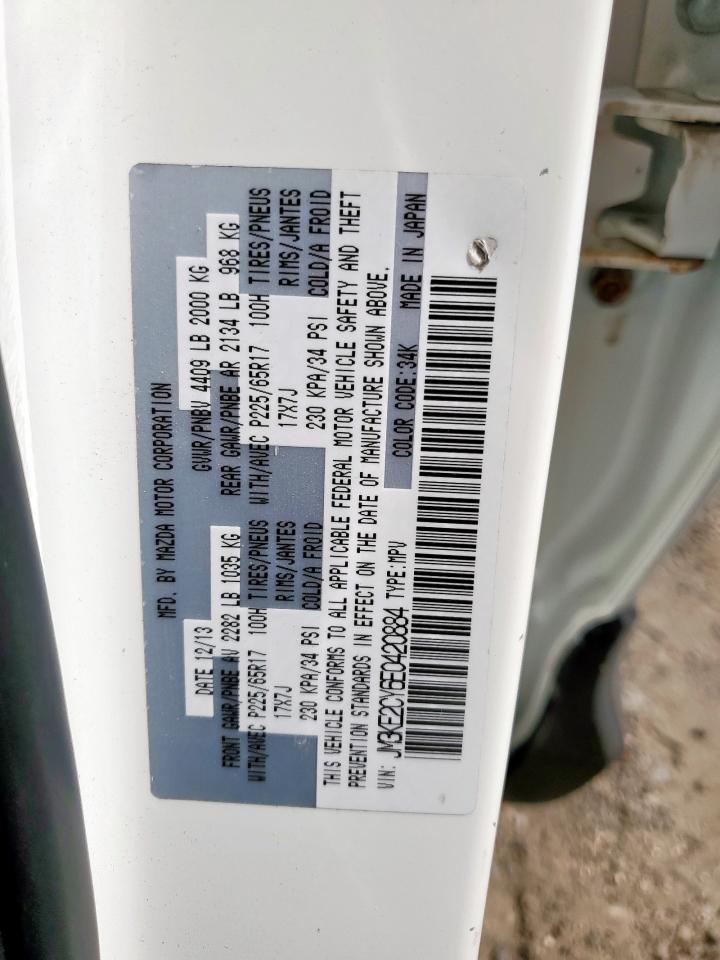 MFD. BY MAZDA MOTOR CORPORATION
DATE 12/13 GVWR/PNBV 4409 LB 2000 KG
FRONT GAWR/PNBE AV 2282 LB 1035 KG REAR GAWR/PNBE AR 2134 LB 968 KG
WITH/AVEC P225/65R17 100H TIRES/PNEUS WITH/AVEC P225/65R17 100H TIRES/PNEUS
17X7J RIMS/JANTES 17X7J RIMS/JANTES
230 KPA/34 PSI COLD/A FROID 230 KPA/34 PSI COLD/A FROID
THIS VEHICLE CONFORMS TO ALL APPLICABLE FEDERAL MOTOR VEHICLE SAFETY AND THEFT
PREVENTION STANDARDS IN EFFECT ON THE DATE OF MANUFACTURE SHOWN ABOVE.
VIN: JM3KE2CY6E0420884 TYPE:MPV COLOR CODE:34K MADE IN JAPAN